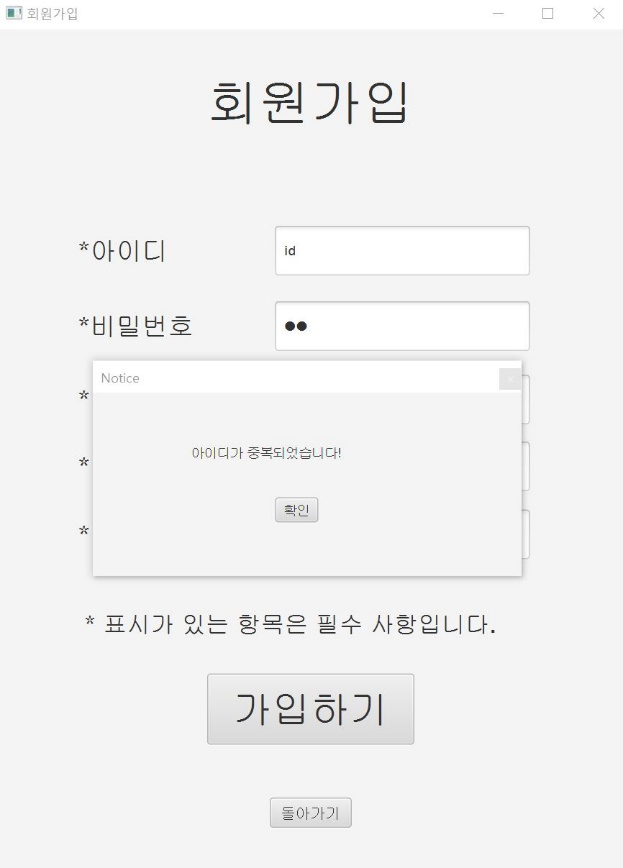 회원가입
회원가입
*아이디
id
*비밀번호
●●
Notice
*
아이디가 중복되었습니다!
*
확인
*
* 표시가 있는 항목은 필수 사항입니다.
가입하기
돌아가기